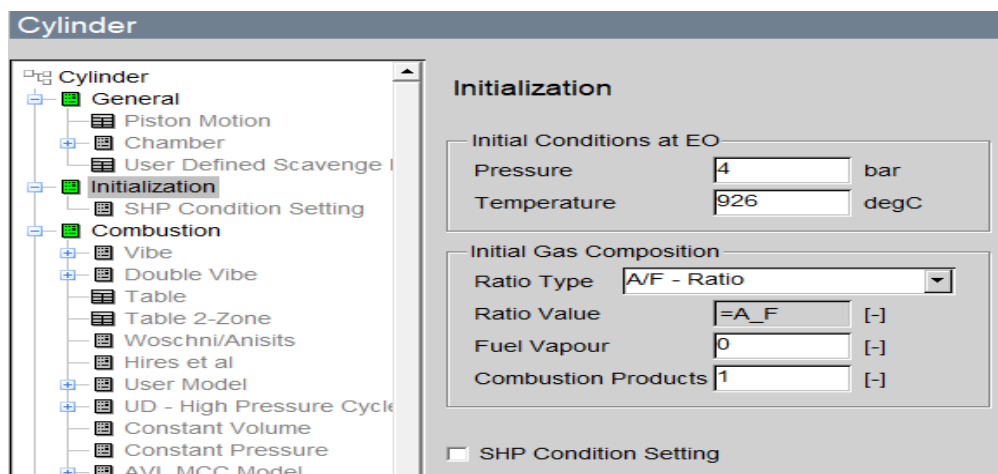 Cylinder
Cylinder
General
Piston Motion
Chamber
User Defined Scavenge
Initialization
SHP Condition Setting
Combustion
Vibe
Double Vibe
Table
Table 2-Zone
Woschni/Anisits
Hires et al
User Model
UD - High Pressure Cycle
Constant Volume
Constant Pressure
AVL MCC Model
Initialization
Initial Conditions at EO
Pressure 4 bar
Temperature 926 degC
Initial Gas Composition
Ratio Type A/F - Ratio
Ratio Value =A_F [-]
Fuel Vapour 0 [-]
Combustion Products 1 [-]
SHP Condition Setting